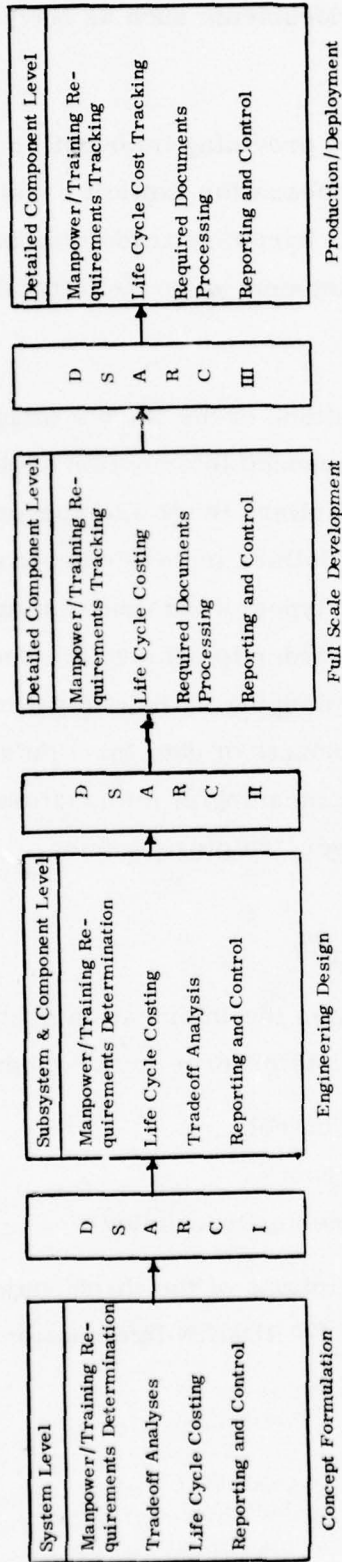 System Level
Manpower/Training Re-
quirements Determination
Tradeoff Analyses
Life Cycle Costing
Reporting and Control
Concept Formulation
D
S
A
R
C
I
Subsystem & Component Level
Manpower/Training Re-
quirements Determination
Life Cycle Costing
Tradeoff Analysis
Reporting and Control
Engineering Design
D
S
A
R
C
II
Detailed Component Level
Manpower/Training Re-
quirements Tracking
Life Cycle Costing
Required Documents
Processing
Reporting and Control
Full Scale Development
D
S
A
R
C
III
Detailed Component Level
Manpower/Training Re-
quirements Tracking
Life Cycle Cost Tracking
Required Documents
Processing
Reporting and Control
Production/Deployment